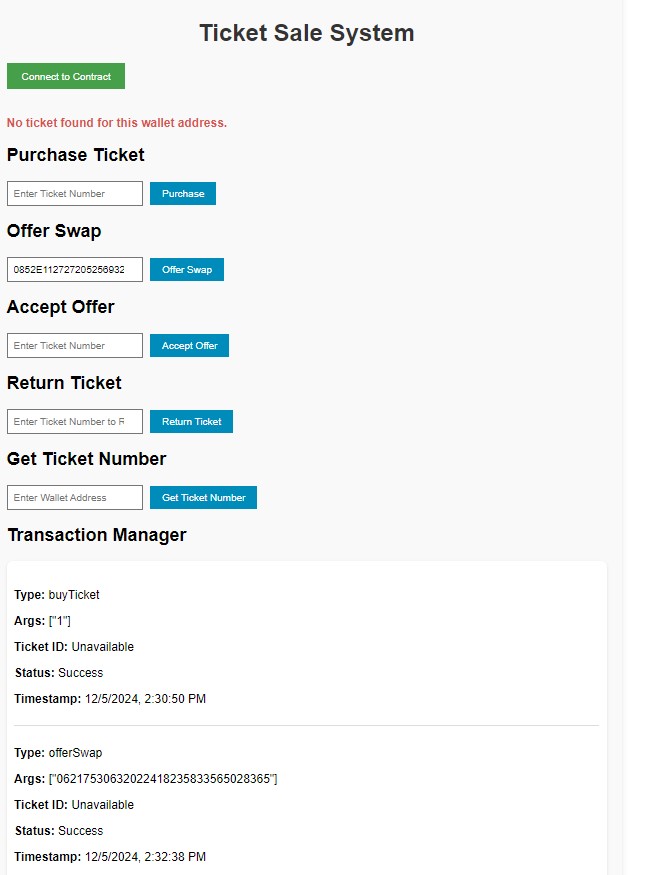 Ticket Sale System
Connect to Contract
No ticket found for this wallet address.
Purchase Ticket
Enter Ticket Number Purchase
Offer Swap
0852E112727205256932 Offer Swap
Accept Offer
Enter Ticket Number Accept Offer
Return Ticket
Enter Ticket Number to R Return Ticket
Get Ticket Number
Enter Wallet Address Get Ticket Number
Transaction Manager
Type: buyTicket
Args: ["1"]
Ticket ID: Unavailable
Status: Success
Timestamp: 12/5/2024, 2:30:50 PM
Type: offerSwap
Args: ["06217530632022418235833565028365"]
Ticket ID: Unavailable
Status: Success
Timestamp: 12/5/2024, 2:32:38 PM